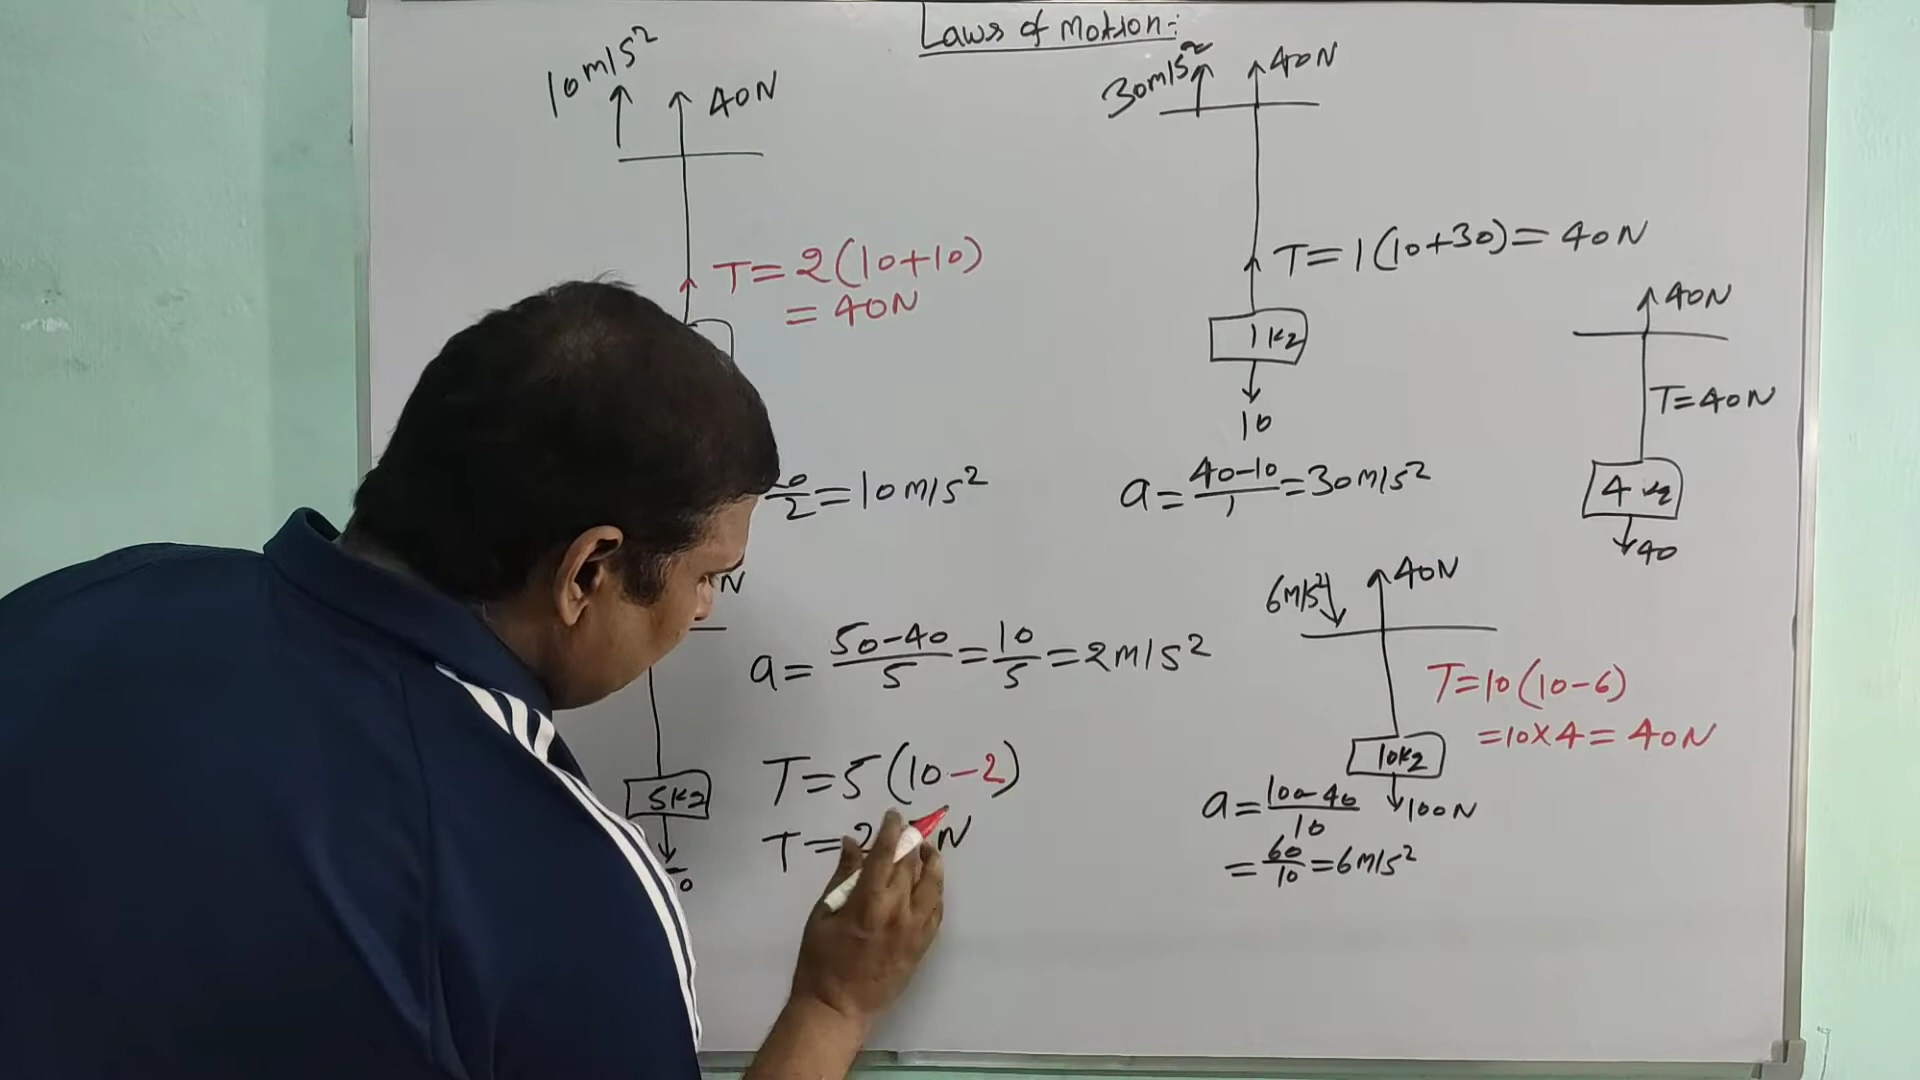 Laws of Motion:-
10m/s²
40N
T=2(10+10)
=40N
=10m/s²
30m/s²
40N
T=1(10+30)=40N
1kg
10
a=40-10/1=30m/s²
40N
T=40N
4kg
40
N
a=50-40/5=10/5=2m/s²
5kg
T=5(10-2)
6m/s²
40N
T=10(10-6)
=10×4=40N
10kg
100N
a=100-40/10
=60/10=6m/s²